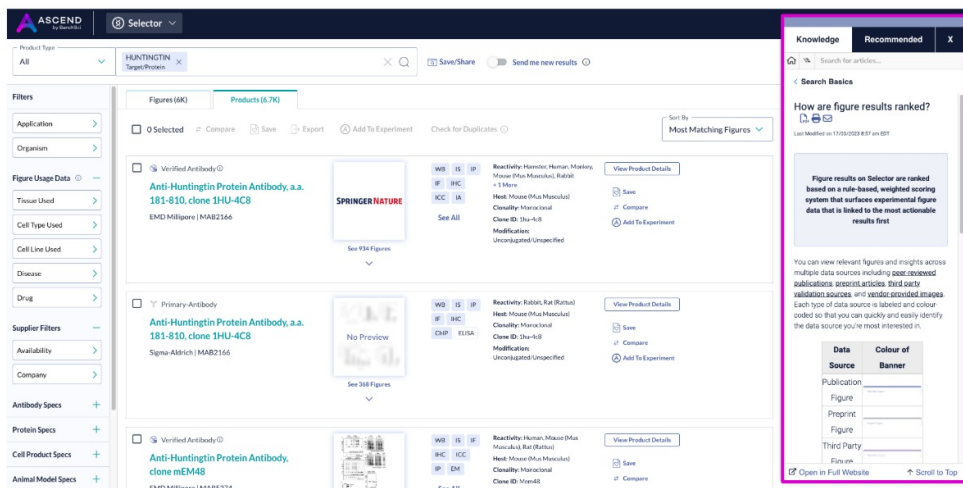 ASCEND
by BenchSci
Selector
Product Type
All
HUNTINGTIN
Target/Protein
Save/Share
Send me new results
Filters
Application
Organism
Figure Usage Data
Tissue Used
Cell Type Used
Cell Line Used
Disease
Drug
Supplier Filters
Availability
Company
Antibody Specs
Protein Specs
Cell Product Specs
Animal Model Specs
Figures (6K)
Products (6.7K)
0 Selected
Compare
Save
Export
Add To Experiment
Check for Duplicates
Sort By
Most Matching Figures
Verified Antibody
Anti-Huntingtin Protein Antibody, a.a.
181-810, clone 1HU-4C8
EMD Millipore | MAB2166
SPRINGER NATURE
See 934 Figures
WB IS IP
IF IHC
ICC IA
See All
Reactivity: Hamster, Human, Monkey,
Mouse (Mus Musculus), Rabbit
+ 1 More
Host: Mouse (Mus Musculus)
Clonality: Monoclonal
Clone ID: 1hu-4c8
Modification:
Unconjugated/Unspecified
View Product Details
Save
Compare
Add To Experiment
Primary-Antibody
Anti-Huntingtin Protein Antibody, a.a.
181-810, clone 1HU-4C8
Sigma-Aldrich | MAB2166
No Preview
See 368 Figures
WB IS IP
IF IHC
CHIP ELISA
Reactivity: Rabbit, Rat (Rattus)
Host: Mouse (Mus Musculus)
Clonality: Monoclonal
Clone ID: 1hu-4c8
Modification:
Unconjugated/Unspecified
Save
Compare
Add To Experiment
Verified Antibody
Anti-Huntingtin Protein Antibody,
clone mEM48
EMD Millipore | MAB5374
WB IS IF
IHC ICC
IP EM
See All
Reactivity: Human, Mouse (Mus
Musculus), Rat (Rattus)
Host: Mouse (Mus Musculus)
Clonality: Monoclonal
Clone ID: Mem48
View Product Details
Save
Compare
Knowledge
Recommended
X
Search for articles...
Search Basics
How are figure results ranked?
Last Modified on 17/03/2023 8:57 am EDT
Figure results on Selector are ranked
based on a rule-based, weighted scoring
system that surfaces experimental figure
data that is linked to the most actionable
results first
You can view relevant figures and insights across
multiple data sources including peer-reviewed
publications, preprint articles, third party
validation sources, and vendor-provided images.
Each type of data source is labeled and colour-
coded so that you can quickly and easily identify
the data source you're most interested in.
Data
Source
Colour of
Banner
Publication
Figure
Preprint
Figure
Third Party
Figure
Open in Full Website
Scroll to Top